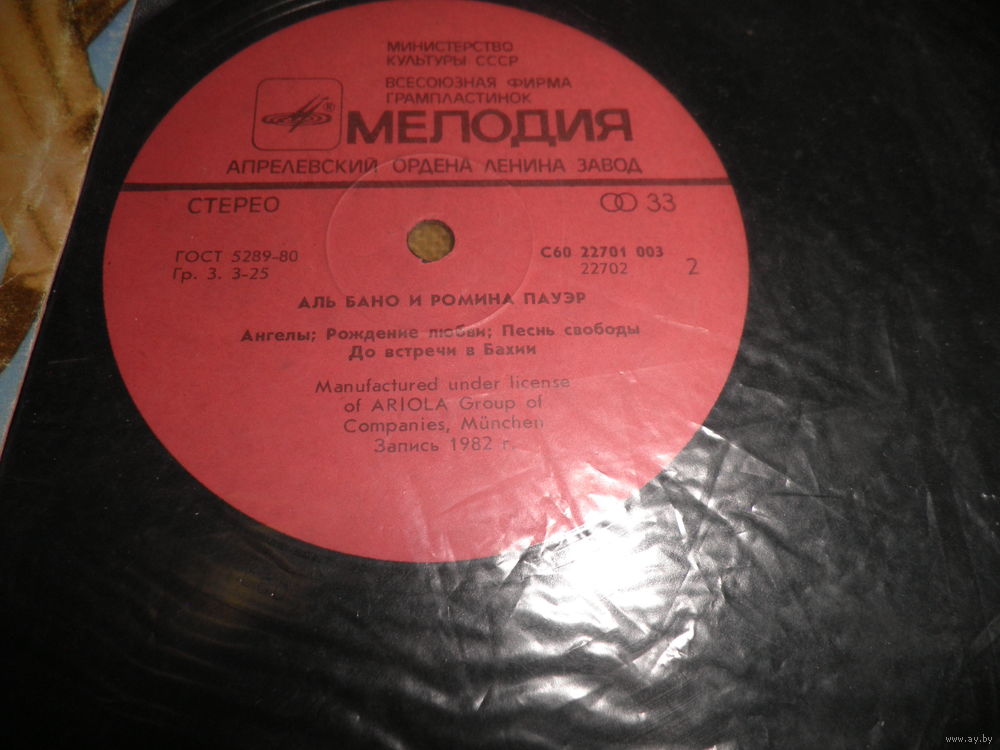 МИНИСТЕРСТВО
КУЛЬТУРЫ СССР
ВСЕСОЮЗНАЯ ФИРМА
ГРАМПЛАСТИНОК
® МЕЛОДИЯ
АПРЕЛЕВСКИЙ ОРДЕНА ЛЕНИНА ЗАВОД
СТЕРЕО 33
ГОСТ 5289-80 С60 22701 003
Гр. 3. 3-25 22702 2
АЛЬ БАНО И РОМИНА ПАУЭР
Ангелы; Рождение любви; Песнь свободы
До встречи в Бахии
Manufactured under license
of ARIOLA Group of
Companies, München
Запись 1982 г.
www.ay.by